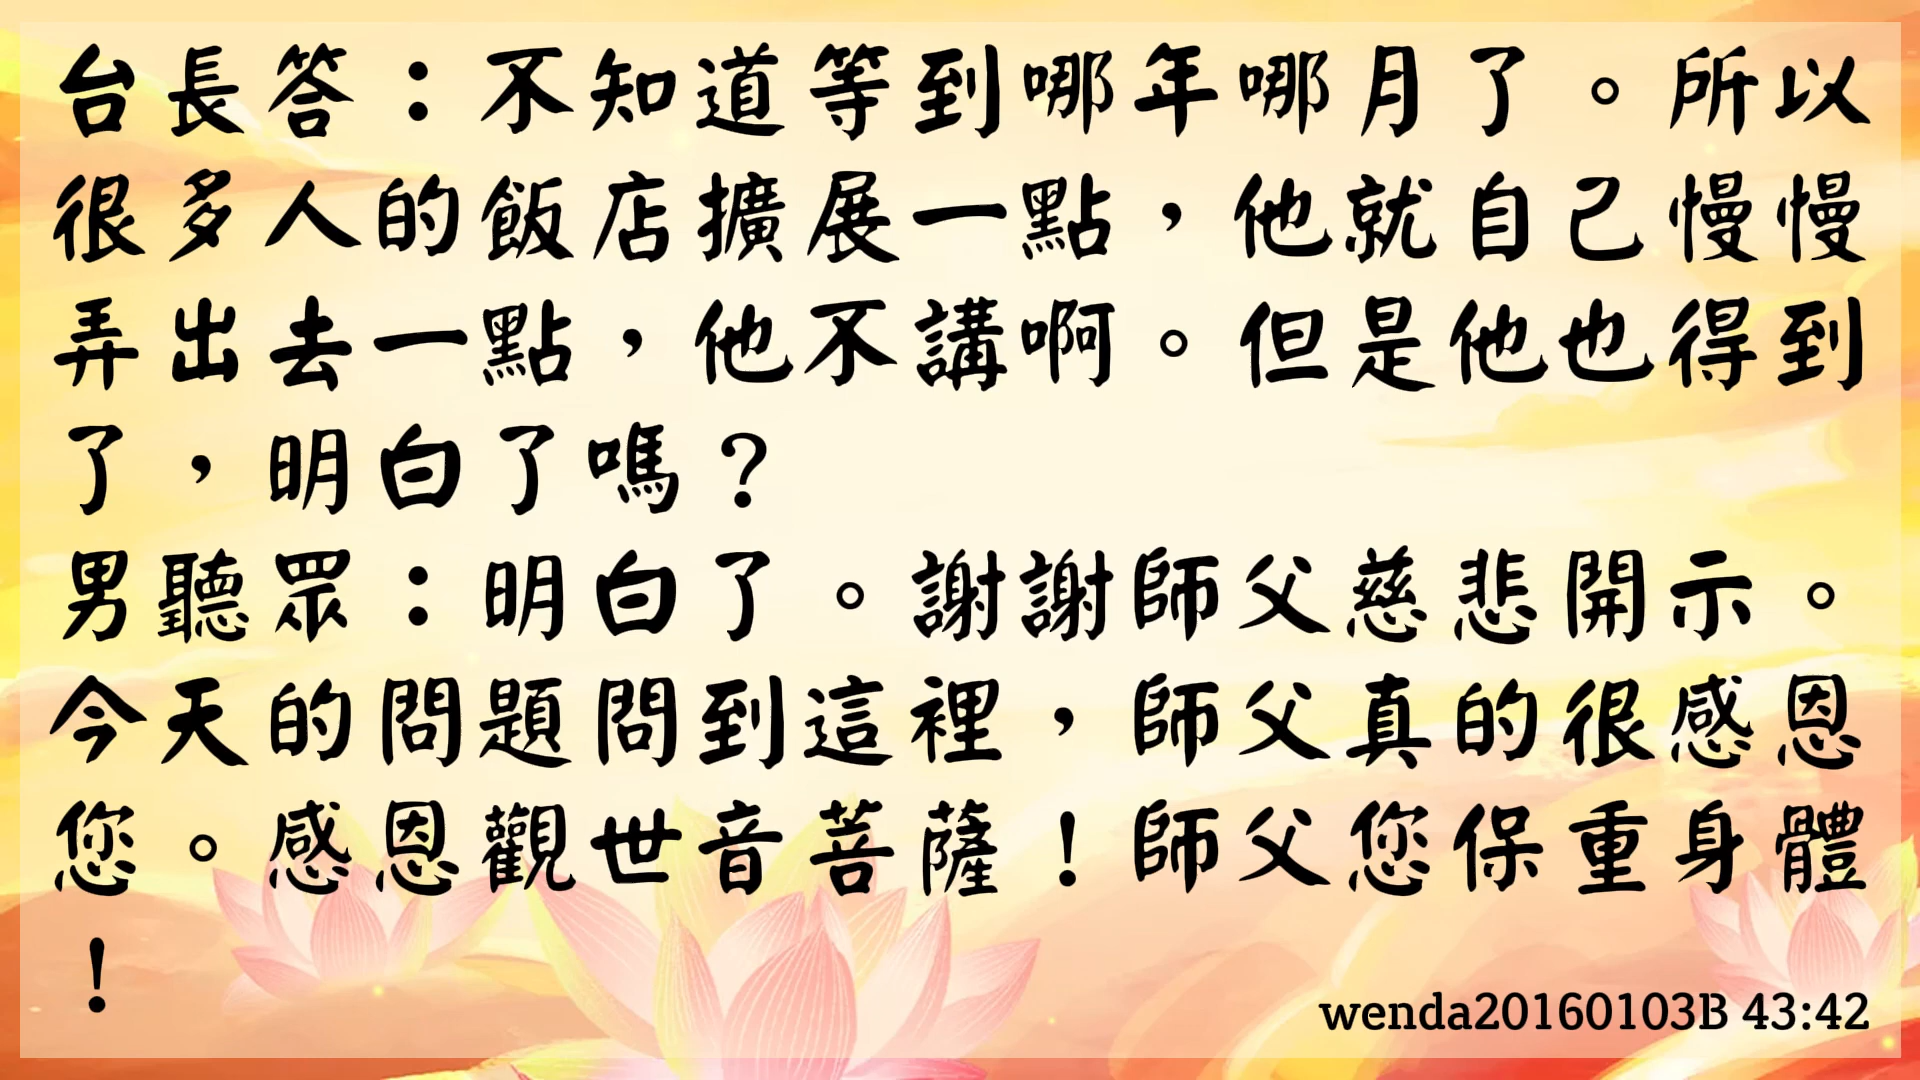 台長答：不知道等到哪年哪月了。所以
很多人的飯店擴展一點，他就自己慢慢
弄出去一點，他不講啊。但是他也得到
了，明白了嗎？
男聽眾：明白了。謝謝師父慈悲開示。
今天的問題問到這裡，師父真的很感恩
您。感恩觀世音菩薩！師父您保重身體
！
wenda20160103B 43:42